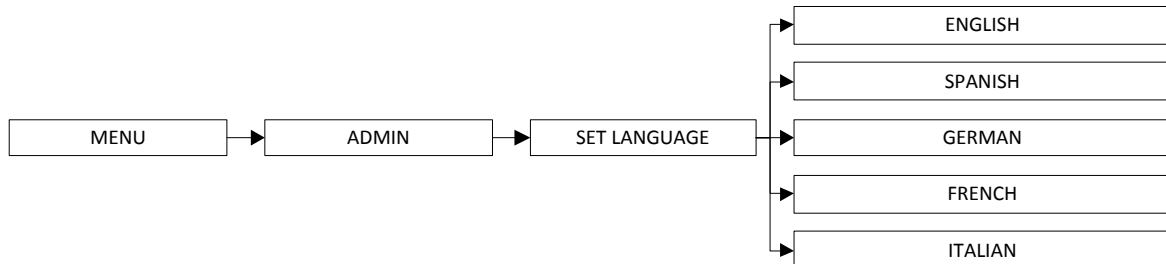 ENGLISH
SPANISH
MENU
ADMIN
SET LANGUAGE
GERMAN
FRENCH
ITALIAN